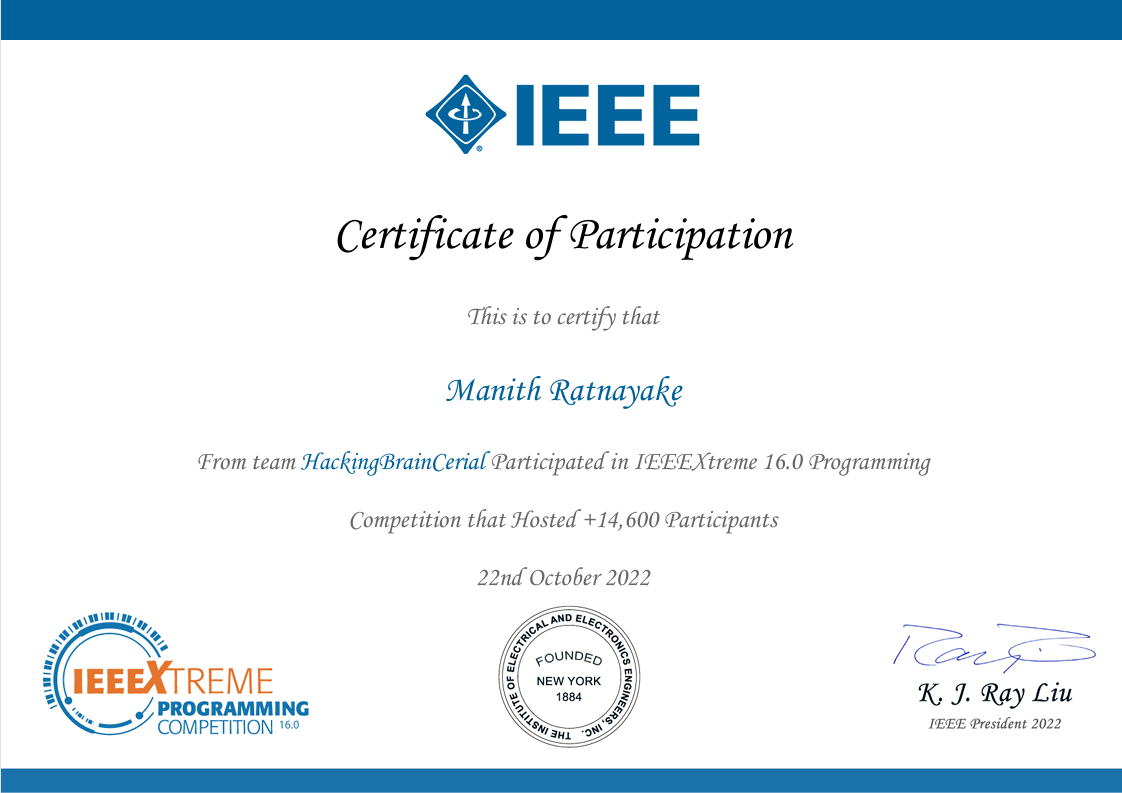 IEEE
®
Certificate of Participation
This is to certify that
Manith Ratnayake
From team HackingBrainCerial Participated in IEEEXtreme 16.0 Programming
Competition that Hosted +14,600 Participants
22nd October 2022
IEEEXTREME
PROGRAMMING
COMPETITION 16.0
THE INSTITUTE OF ELECTRICAL AND ELECTRONICS ENGINEERS, INC.
FOUNDED
NEW YORK
1884
K. J. Ray Liu
IEEE President 2022